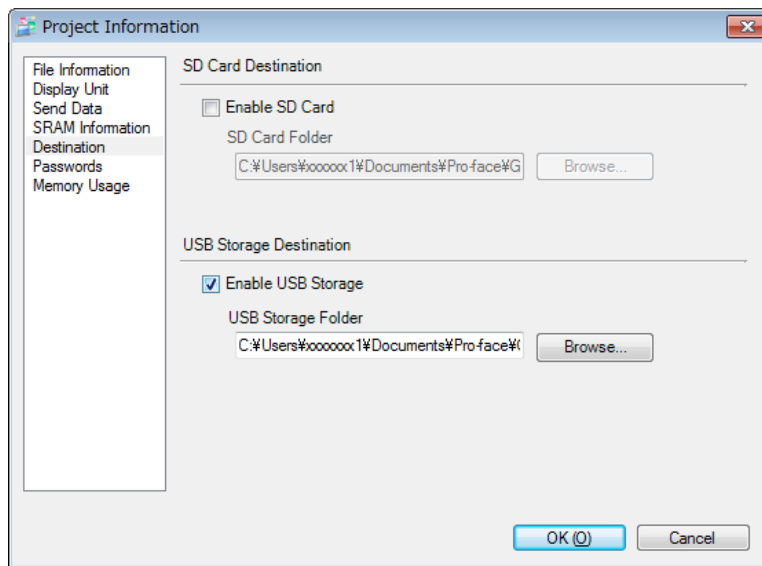 Project Information
File Information
Display Unit
Send Data
SRAM Information
Destination
Passwords
Memory Usage
SD Card Destination
Enable SD Card
SD Card Folder
C:¥Users¥xxxxxx1¥Documents¥Pro-face¥G
Browse...
USB Storage Destination
Enable USB Storage
USB Storage Folder
C:¥Users¥xxxxxxx1¥Documents¥Pro-face¥(
Browse...
OK (O)
Cancel